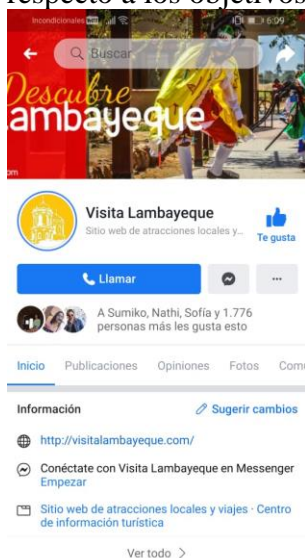 respecto a los objetivos
Incondicionales
6:09
Buscar
Descubre
Lambayeque
com
Visita Lambayeque
Sitio web de atracciones locales y...
Te gusta
Llamar
A Sumiko, Nathi, Sofía y 1.776
personas más les gusta esto
Inicio Publicaciones Opiniones Fotos Com
Información Sugerir cambios
http://visitalambayeque.com/
Conéctate con Visita Lambayeque en Messenger
Empezar
Sitio web de atracciones locales y viajes · Centro
de información turística
Ver todo